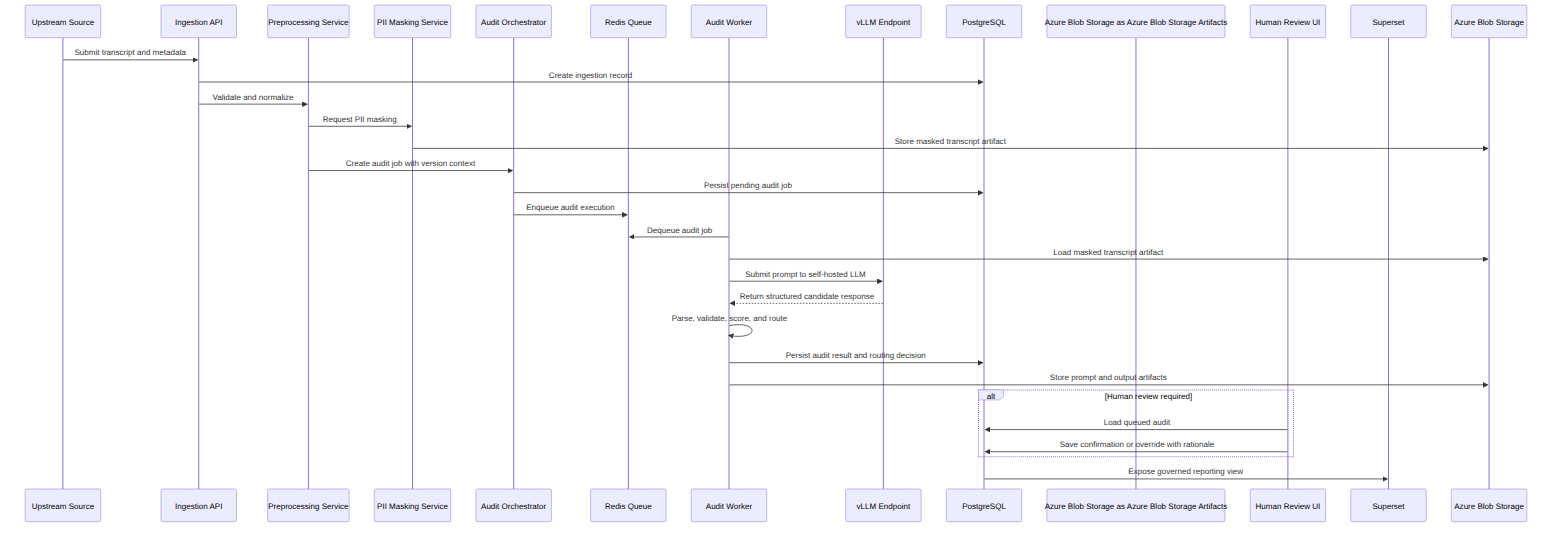 Upstream Source
Ingestion API
Preprocessing Service
PII Masking Service
Audit Orchestrator
Redis Queue
Audit Worker
vLLM Endpoint
PostgreSQL
Azure Blob Storage as Azure Blob Storage Artifacts
Human Review UI
Superset
Azure Blob Storage
Submit transcript and metadata
Create ingestion record
Validate and normalize
Request PII masking
Store masked transcript artifact
Create audit job with version context
Persist pending audit job
Enqueue audit execution
Dequeue audit job
Load masked transcript artifact
Submit prompt to self-hosted LLM
Return structured candidate response
Parse, validate, score, and route
Persist audit result and routing decision
Store prompt and output artifacts
alt
[Human review required]
Load queued audit
Save confirmation or override with rationale
Expose governed reporting view
Upstream Source
Ingestion API
Preprocessing Service
PII Masking Service
Audit Orchestrator
Redis Queue
Audit Worker
vLLM Endpoint
PostgreSQL
Azure Blob Storage as Azure Blob Storage Artifacts
Human Review UI
Superset
Azure Blob Storage